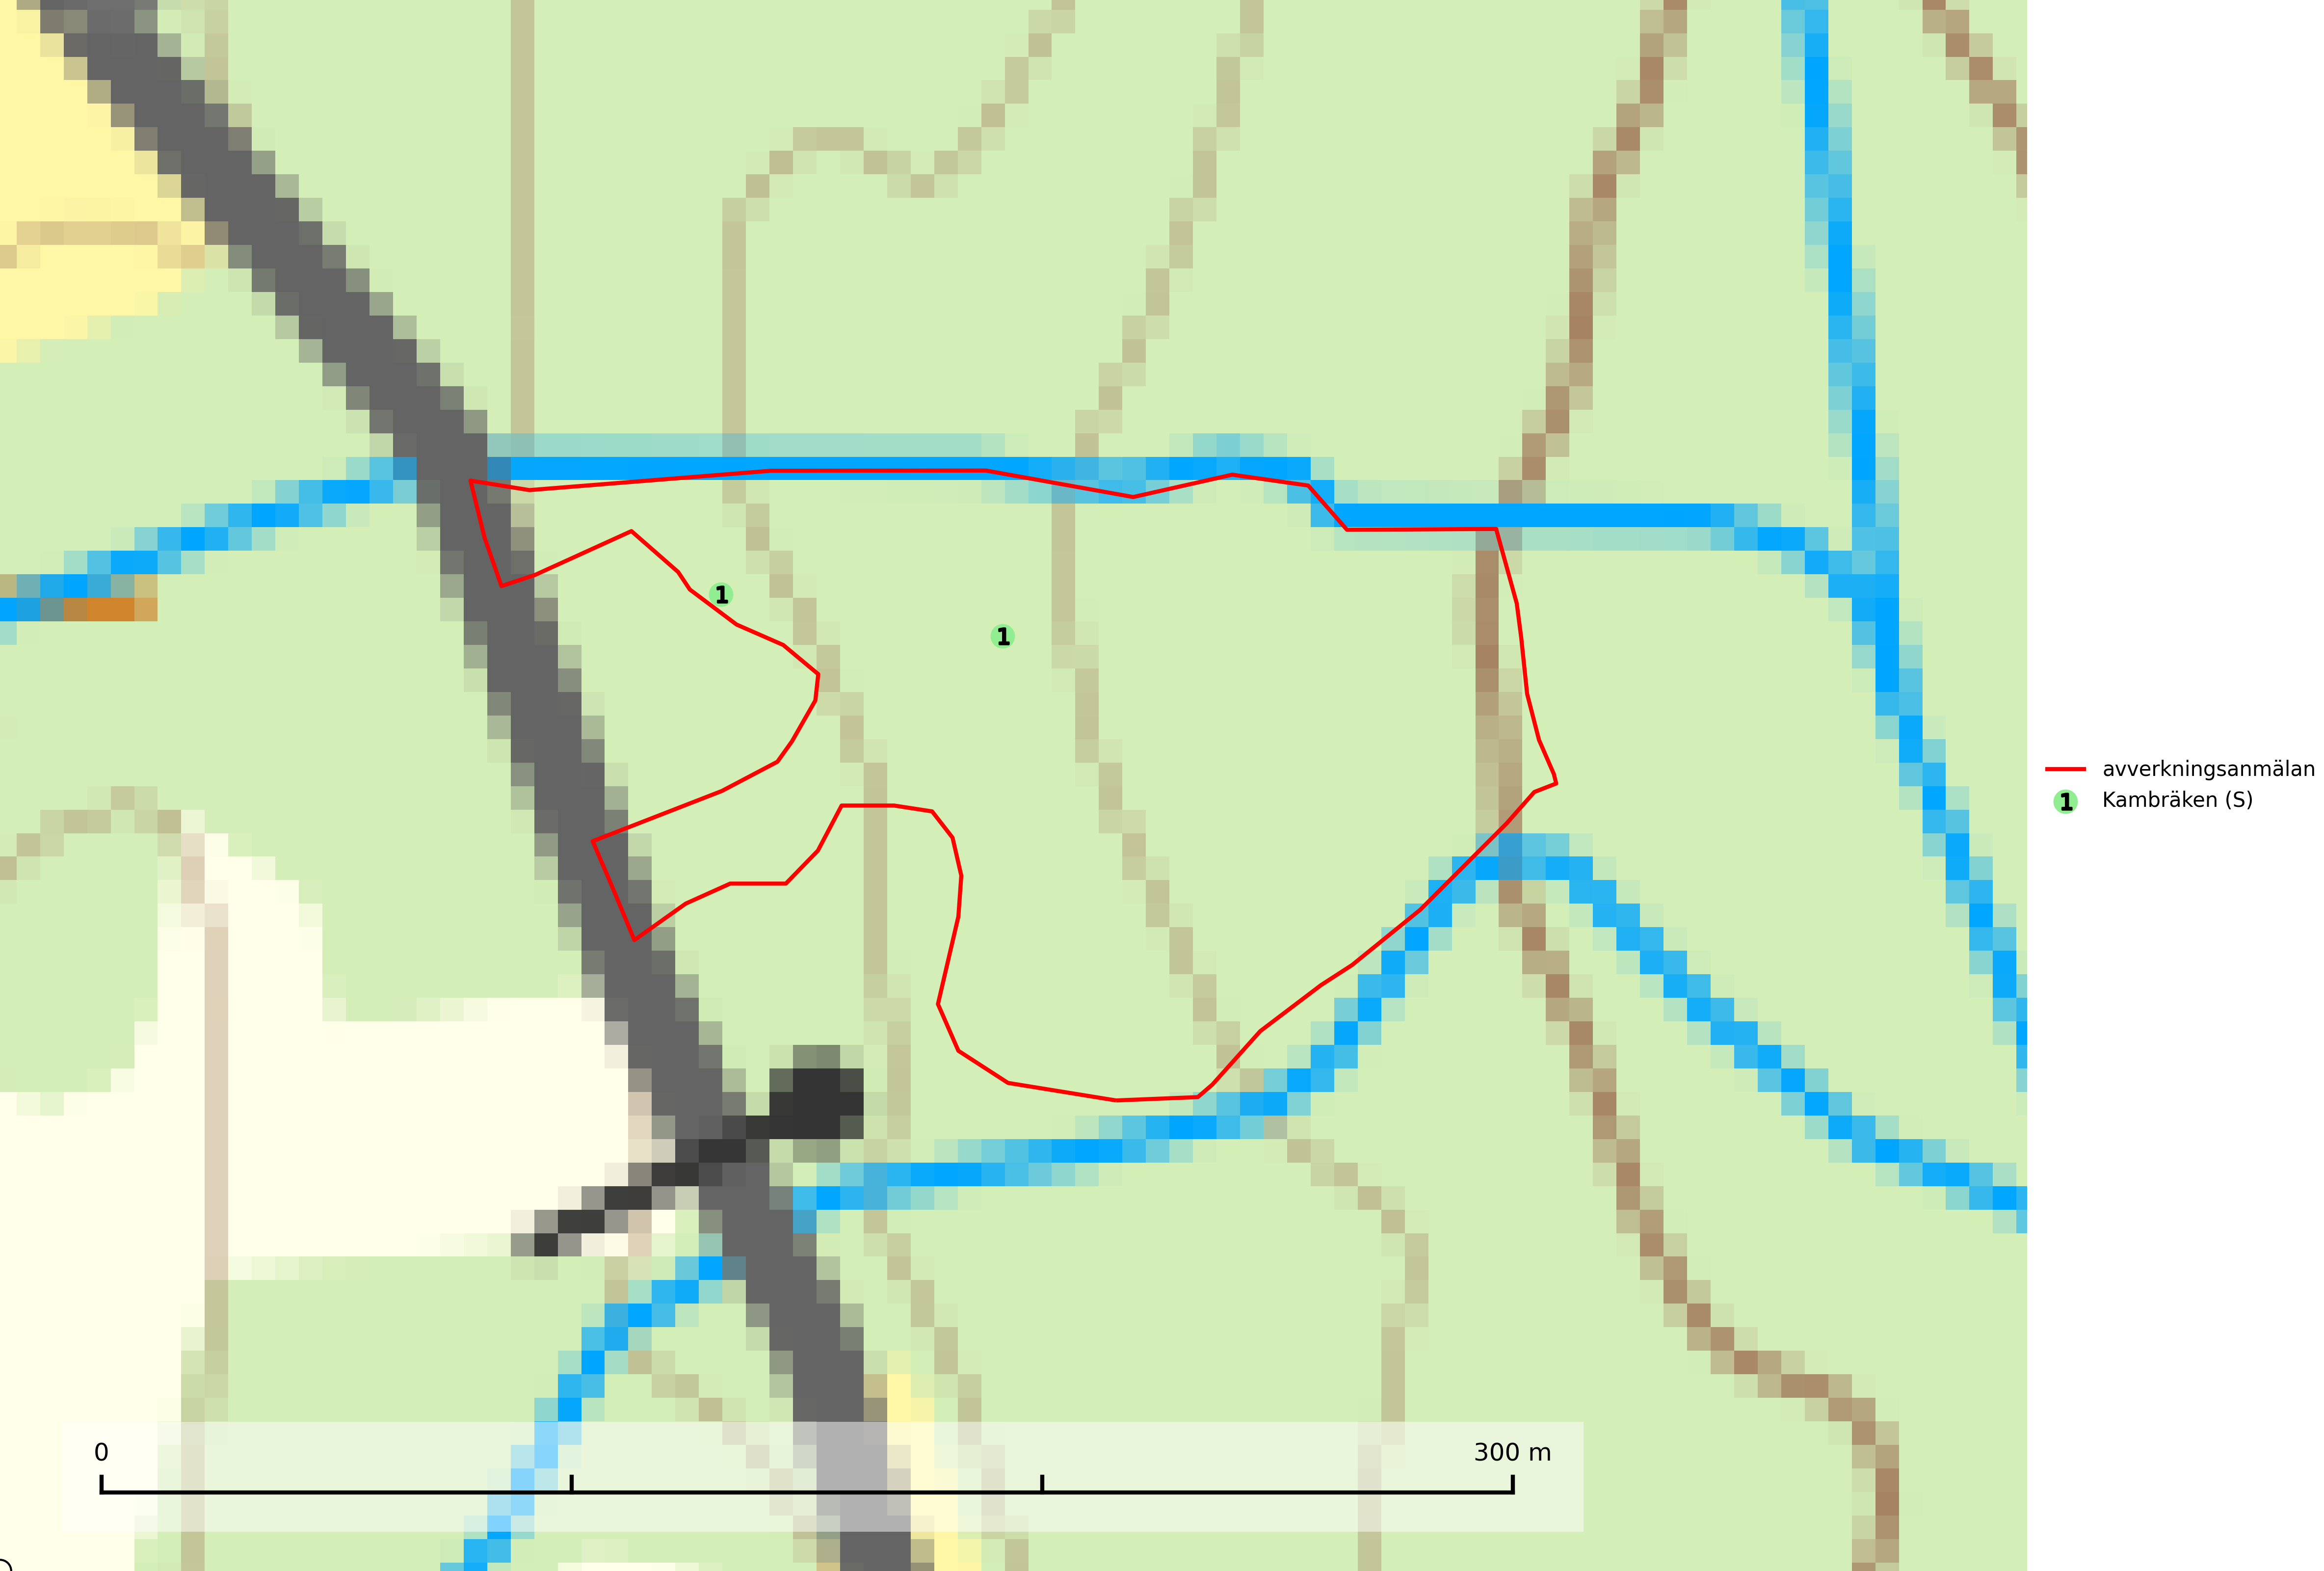 1
1
avverkningsanmälan
1 Kambräken (S)
0 300 m